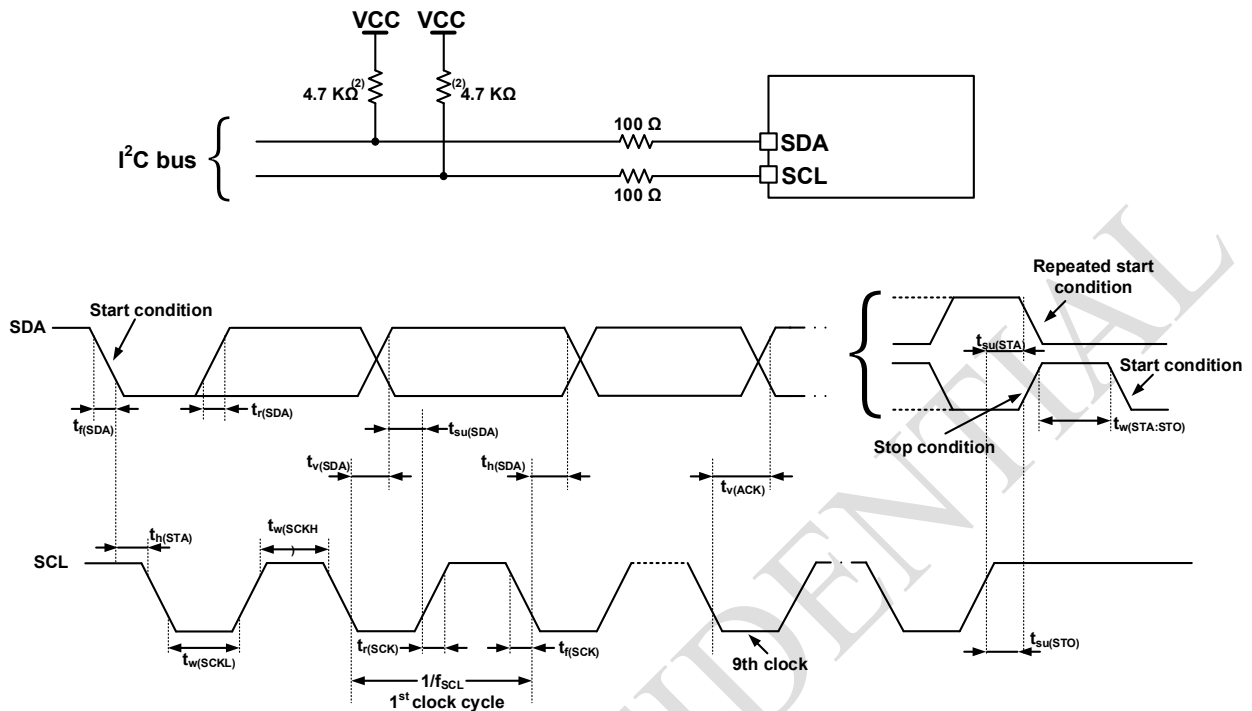 VCC VCC
(2) (2)
4.7 KΩ 4.7 KΩ
100 Ω
I2C bus
SDA
SCL
100 Ω
Repeated start
condition
Start condition
SDA
tsu(STA)
Start condition
tf(SDA)
tr(SDA)
tsu(SDA)
tw(STA:STO)
Stop condition
tv(SDA)
th(SDA)
tv(ACK)
th(STA)
tw(SCKH
)
SCL
tw(SCKL)
tr(SCK)
tf(SCK)
9th clock
tsu(STO)
1/fSCL
1st clock cycle
IDENTIAL